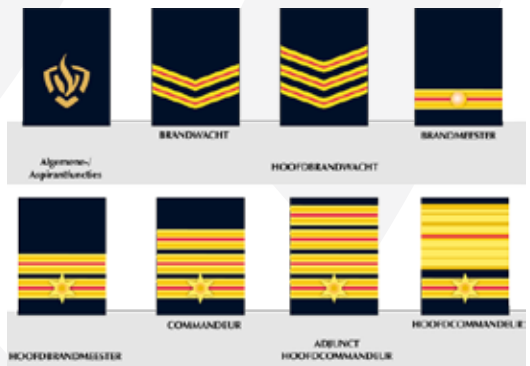 Algemene-/
Aspirantfuncties
BRANDWACHT
HOOFDBRANDWACHT
BRANDMEESTER
HOOFDBRANDMEESTER
COMMANDEUR
ADJUNCT
HOOFDCOMMANDEUR
HOOFDCOMMANDEUR